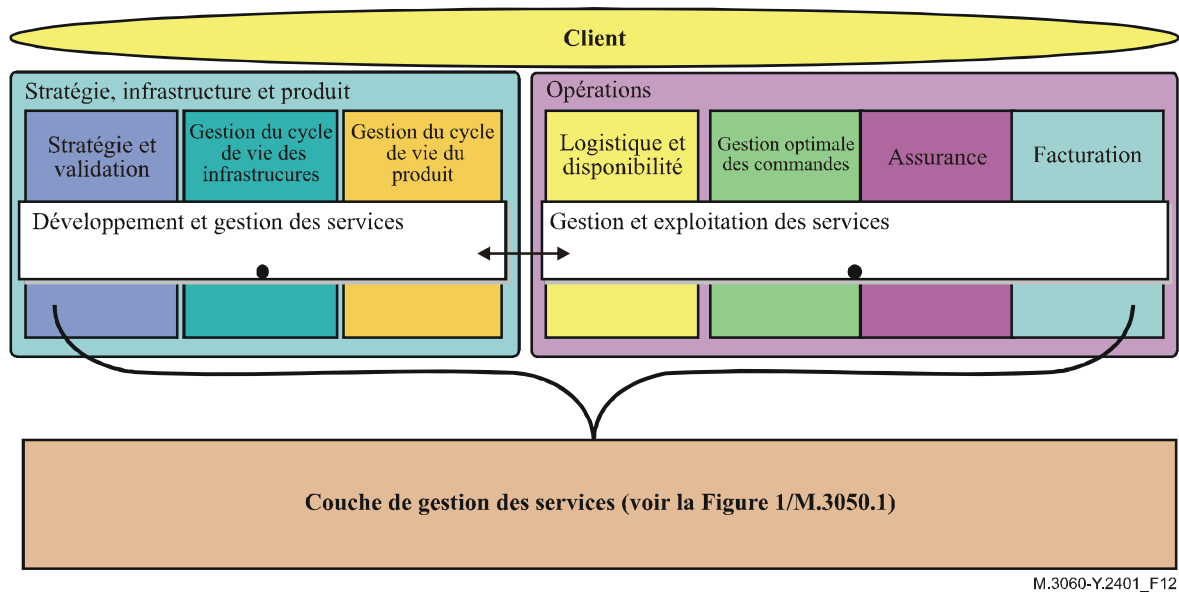 Client
Stratégie, infrastructure et produit
Opérations
Stratégie et
validation
Gestion du cycle
de vie des
infrastrucures
Gestion du cycle
de vie du
produit
Logistique et
disponibilité
Gestion optimale
des commandes
Assurance
Facturation
Développement et gestion des services
Gestion et exploitation des services
Couche de gestion des services (voir la Figure 1/M.3050.1)
M.3060-Y.2401_F12